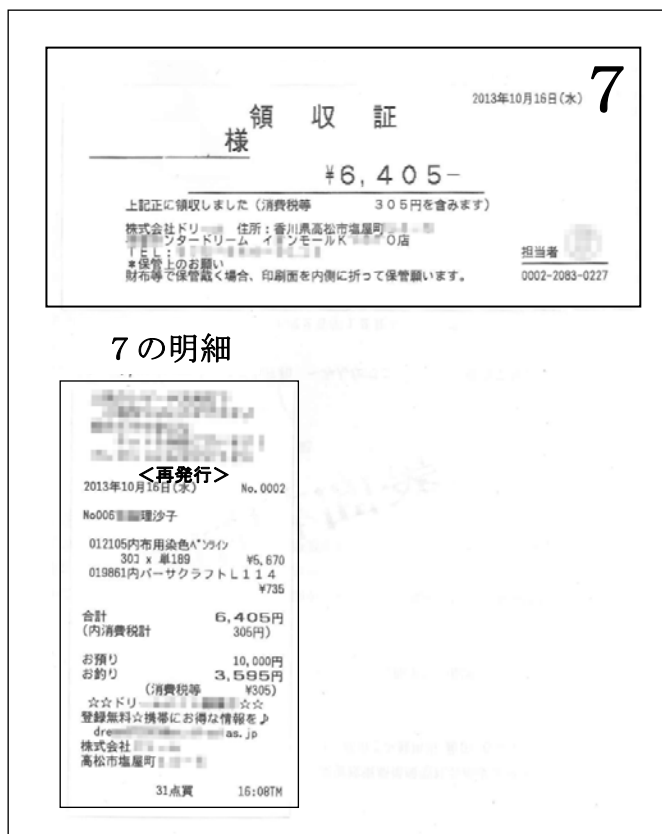 7
2013年10月16日(水)
領 収 証
様
¥6,405-
上記正に領収しました(消費税等 305円を含みます)
株式会社ドリ 住所:香川県高松市塩屋町
ンタードリーム イ ンモールK O店
TEL:
*保管上のお願い
財布等で保管戴く場合、印刷面を内側に折って保管願います。
担当者
0002-2083-0227
7の明細
<再発行>
2013年10月16日(水) No.0002
No006 理沙子
012105内布用染色ペンライン
30コ x 単189 ¥5,670
019861内バーサクラフトL114
¥735
合計 6,405円
(内消費税計 305円)
お預り 10,000円
お釣り 3,595円
(消費税等 ¥305)
☆☆ドリ ☆☆
登録無料☆携帯にお得な情報を♪
dre as.jp
株式会社
高松市塩屋町
31点買 16:08TM